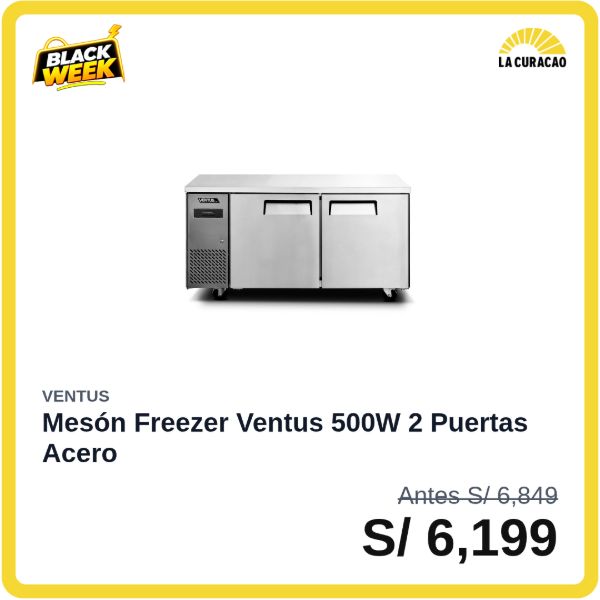 BLACK
WEEK
LA CURACAO
VENTUS
VENTUS
Mesón Freezer Ventus 500W 2 Puertas
Acero
Antes S/ 6,849
S/ 6,199